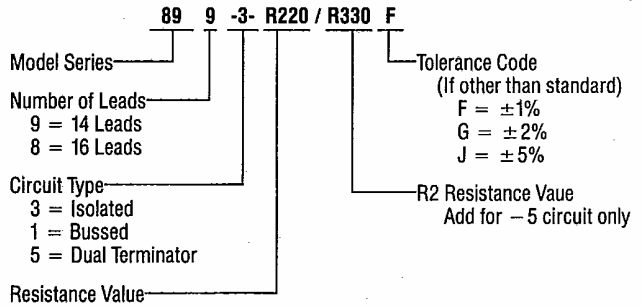 89 9 -3- R220 / R330 F
Model Series
Number of Leads
9 = 14 Leads
8 = 16 Leads
Circuit Type
3 = Isolated
1 = Bussed
5 = Dual Terminator
Resistance Value
Tolerance Code
(If other than standard)
F = ±1%
G = ±2%
J = ±5%
R2 Resistance Vaue
Add for – 5 circuit only